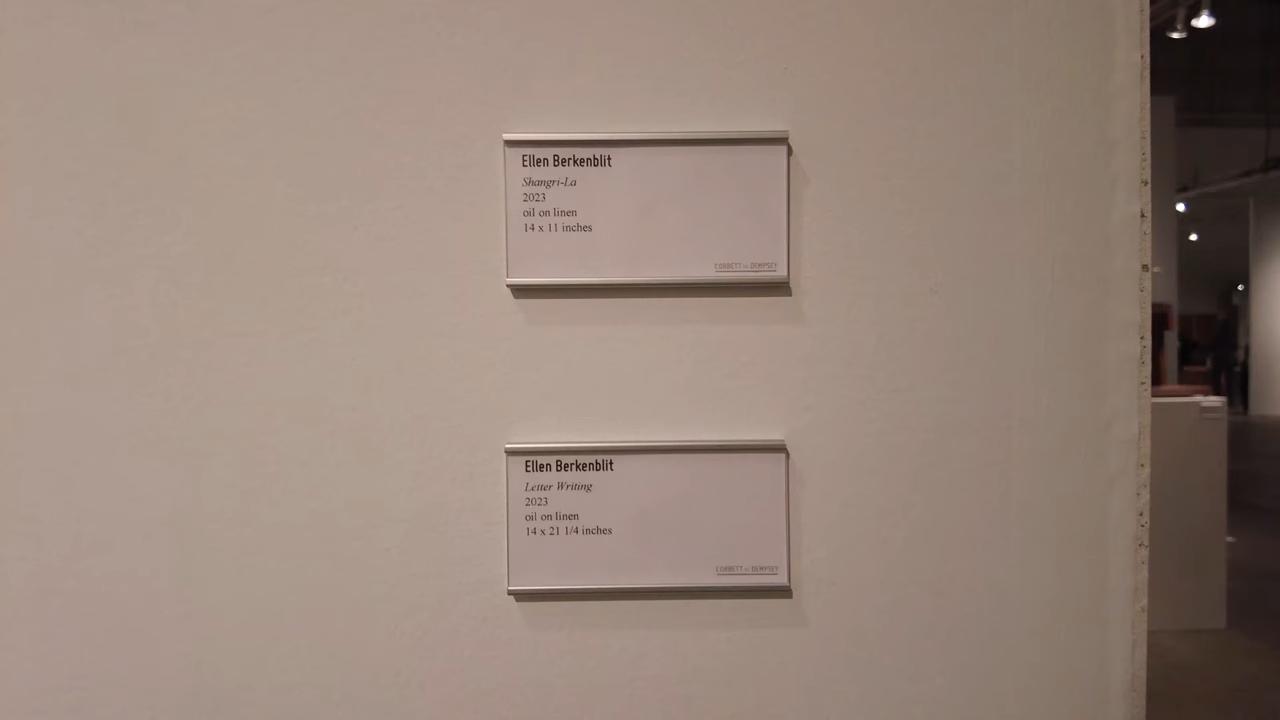 Ellen Berkenblit
Shangri-La
2023
oil on linen
14 x 11 inches
CORBETT vs. DEMPSEY
Ellen Berkenblit
Letter Writing
2023
oil on linen
14 x 21 1/4 inches
CORBETT vs. DEMPSEY